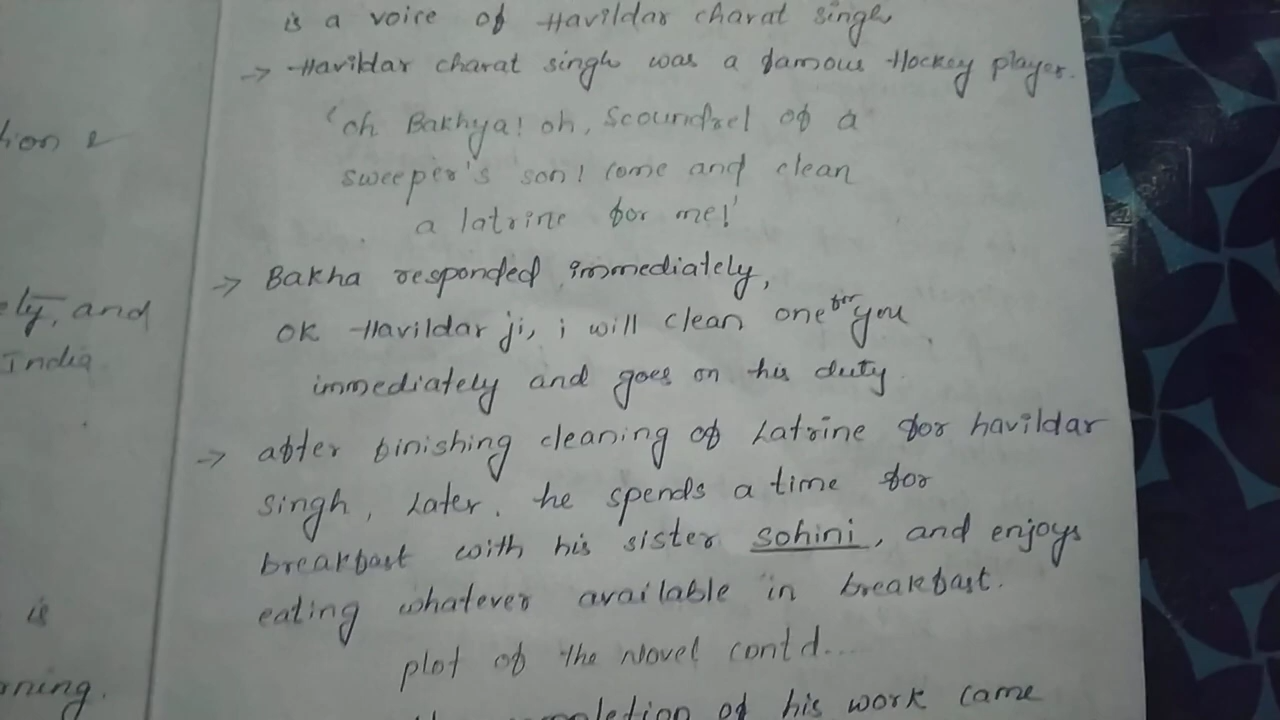 is a voice of Havildar charat singh
→ Havildar charat singh was a famous Hockey player.
'oh Bakhya! oh, Scoundrel of a
sweeper's son! come and clean
a latrine for me!'
→ Bakha responded immediately,
ok Havildar ji, i will clean one for you
immediately and goes on his duty
→ after finishing cleaning of Latrine for havildar
singh, Later. he spends a time for
breakfast with his sister sohini, and enjoys
eating whatever available in breakfast.
plot of the Novel contd....
of his work came
and
India
is